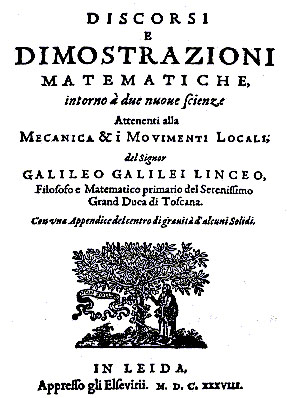 DISCORSI
E
DIMOSTRAZIONI
MATEMATICHE,
intorno à due nuoue ſcienze
Attenenti alla
MECANICA & i MOVIMENTI LOCALI;
del Signor
GALILEO GALILEI LINCEO,
Filoſofo e Matematico primario del Sereniſſimo
Grand Duca di Toſcana.
Con vna Appendice del centro di grauità d'alcuni Solidi.
IN LEIDA,
Appreſſo gli Elſevirii. M. D. C. XXXVIII.